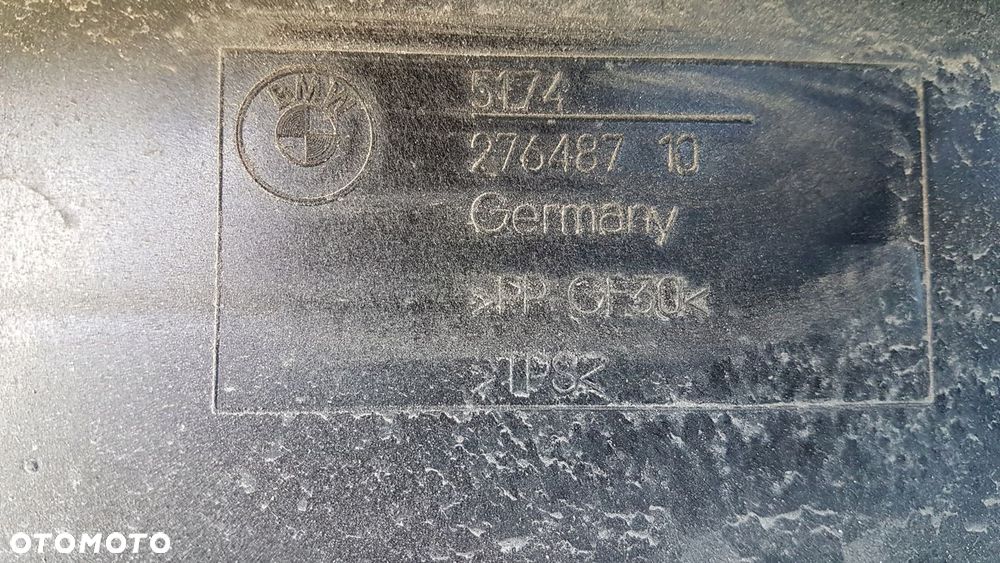 BMW
5174
276487 10
Germany
>PP GF30<
>TPS<
OTOMOTO